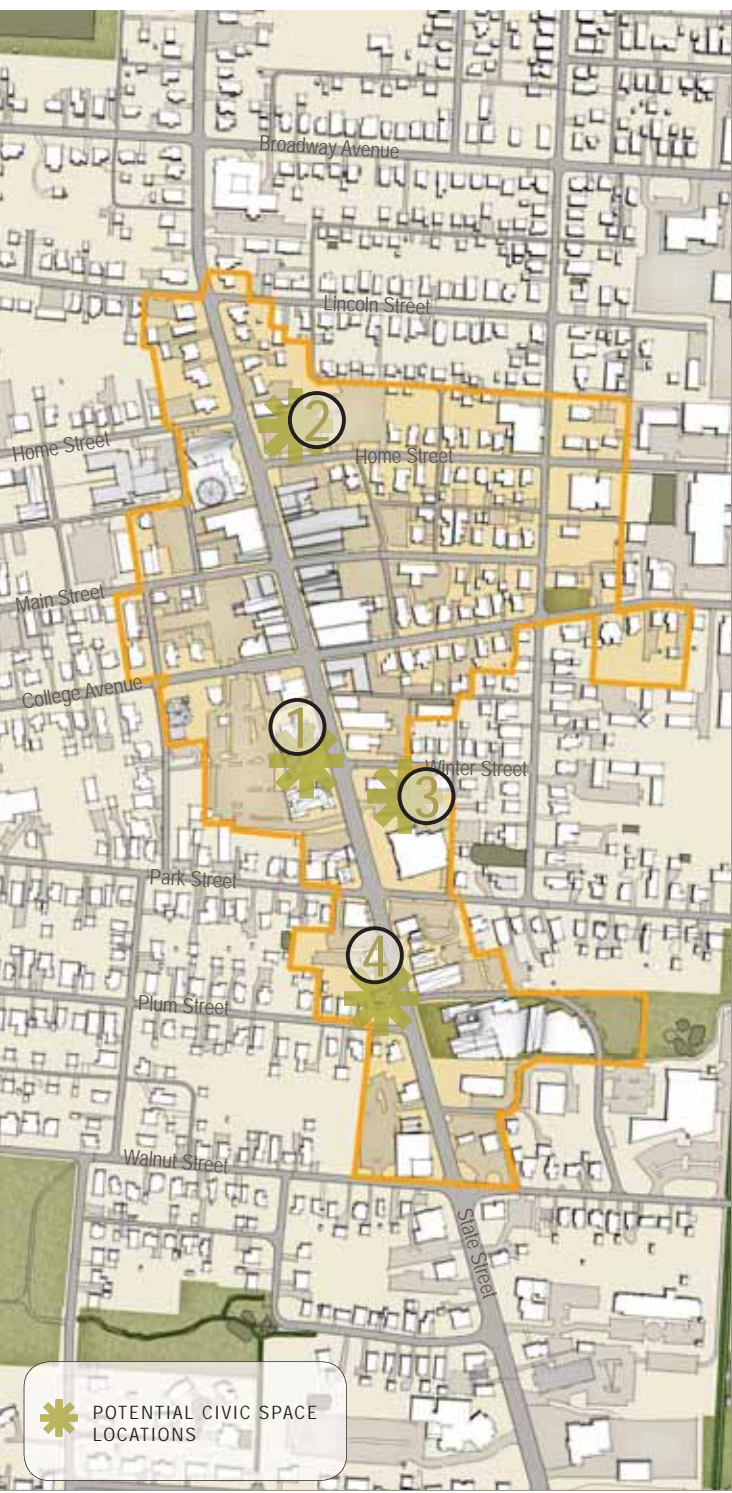 Broadway Avenue
Lincoln Street
2
Home Street
Home Street
Main Street
College Avenue
1
Winter Street
3
Park Street
4
Plum Street
Walnut Street
State Street
POTENTIAL CIVIC SPACE
LOCATIONS